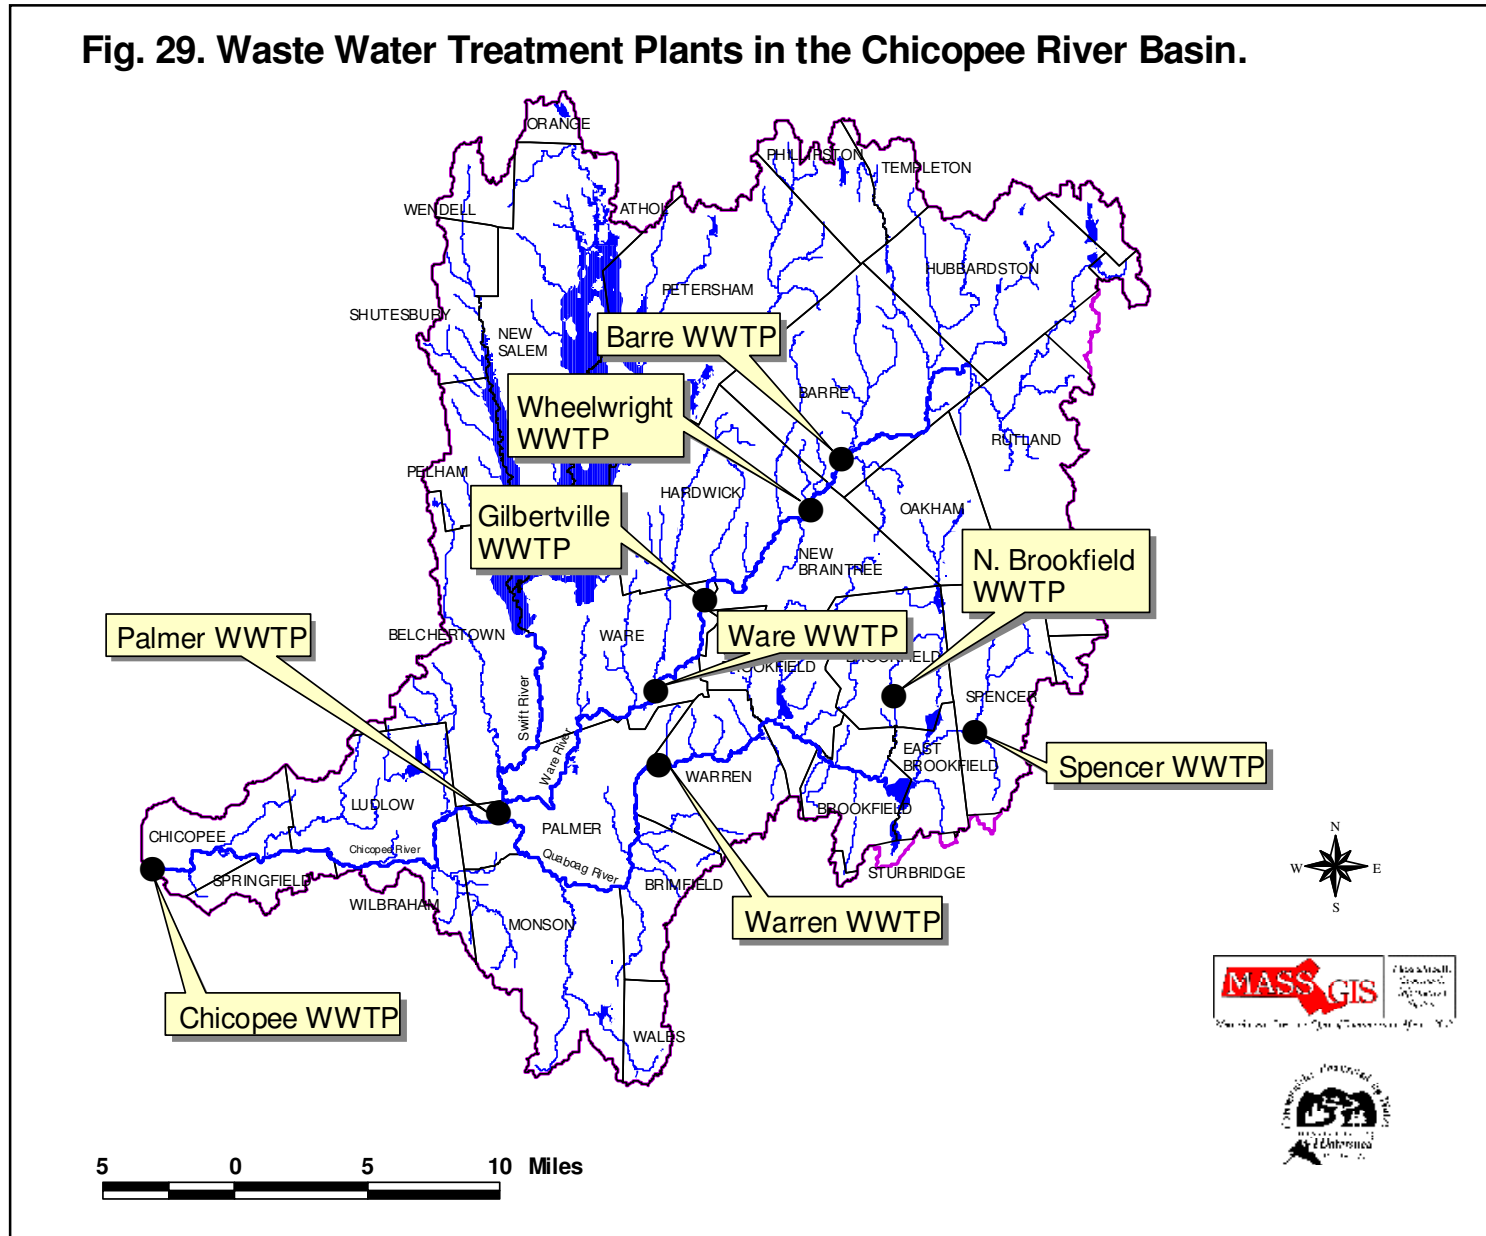 Fig. 29. Waste Water Treatment Plants in the Chicopee River Basin.
ORANGE
PHILLIPSTON
TEMPLETON
WENDELL
ATHOL
HUBBARDSTON
PETERSHAM
SHUTESBURY
NEW
SALEM
Barre WWTP
BARRE
Wheelwright
WWTP
RUTLAND
PELHAM
HARDWICK
OAKHAM
Gilbertville
WWTP
NEW
BRAINTREE
N. Brookfield
WWTP
Palmer WWTP
BELCHERTOWN
WARE
Ware WWTP
Swift River
SPENCER
Ware River
EAST
BROOKFIELD
Spencer WWTP
WARREN
LUDLOW
BROOKFIELD
CHICOPEE
PALMER
Chicopee River
Quaboag River
SPRINGFIELD
STURBRIDGE
BRIMFIELD
WILBRAHAM
MONSON
Warren WWTP
Chicopee WWTP
WALES
N
W E
S
MASS GIS
5 0 5 10 Miles